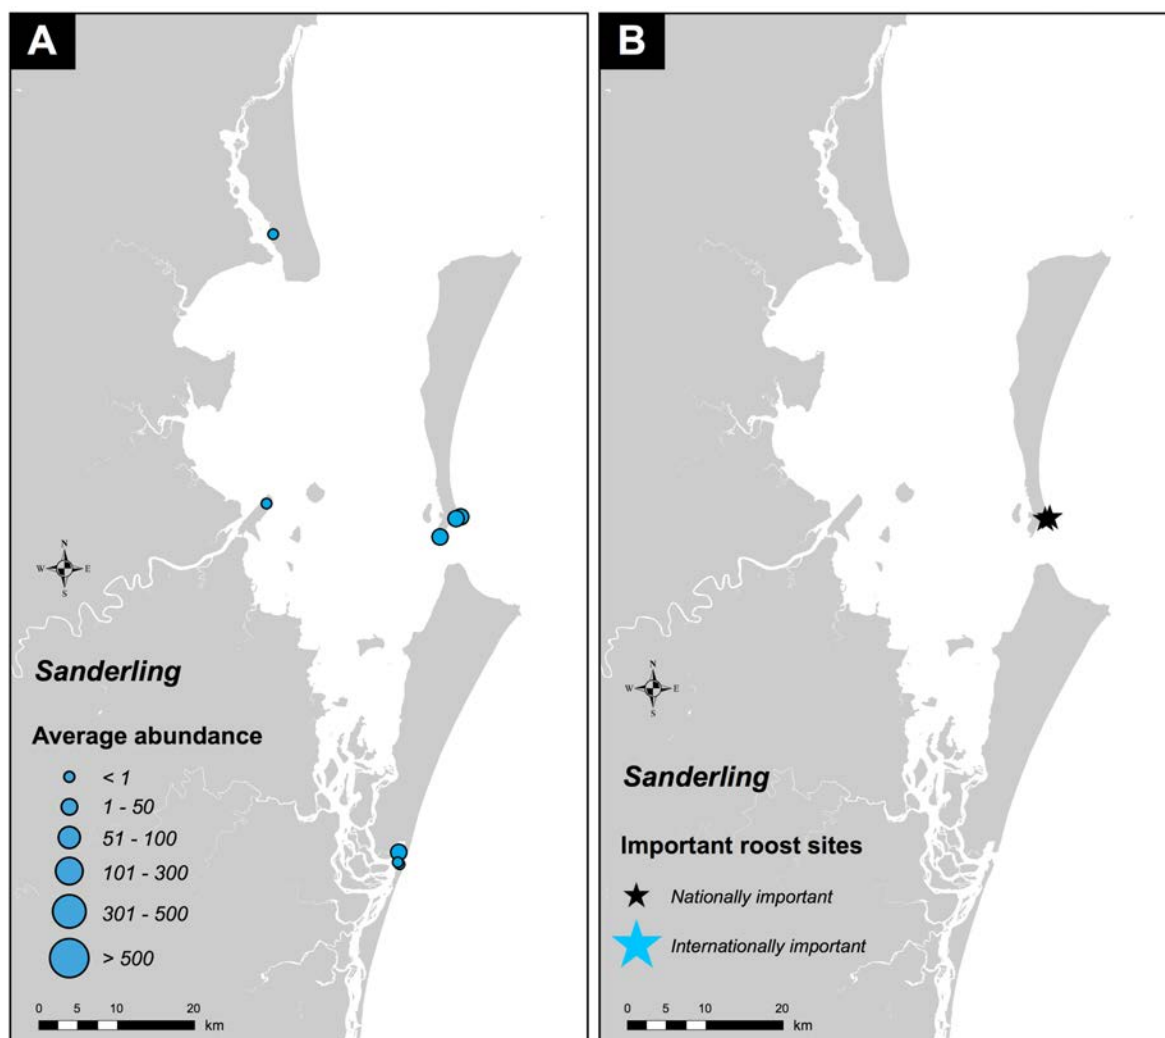 A
N
W E
S
Sanderling
Average abundance
< 1
1 - 50
51 - 100
101 - 300
301 - 500
> 500
0 5 10 20
km
B
N
W E
S
Sanderling
Important roost sites
Nationally important
Internationally important
0 5 10 20
km